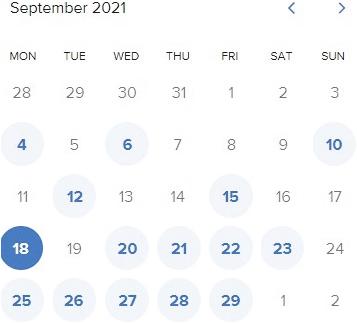 September 2021
MON TUE WED THU FRI SAT SUN
28 29 30 31 1 2 3
4 5 6 7 8 9 10
11 12 13 14 15 16 17
18 19 20 21 22 23 24
25 26 27 28 29 1 2